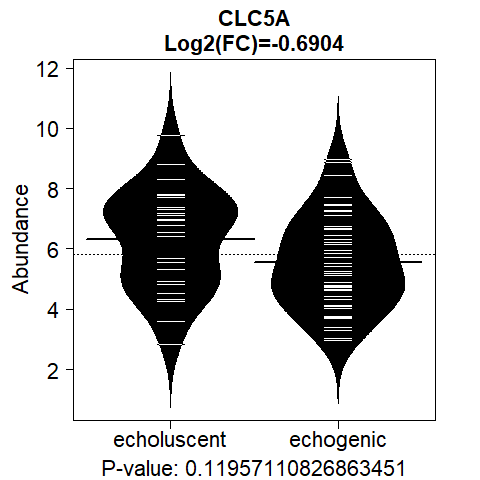 CLC5A
Log2(FC)=-0.6904
Abundance
12
10
8
6
4
2
echoluscent echogenic
P-value: 0.11957110826863451